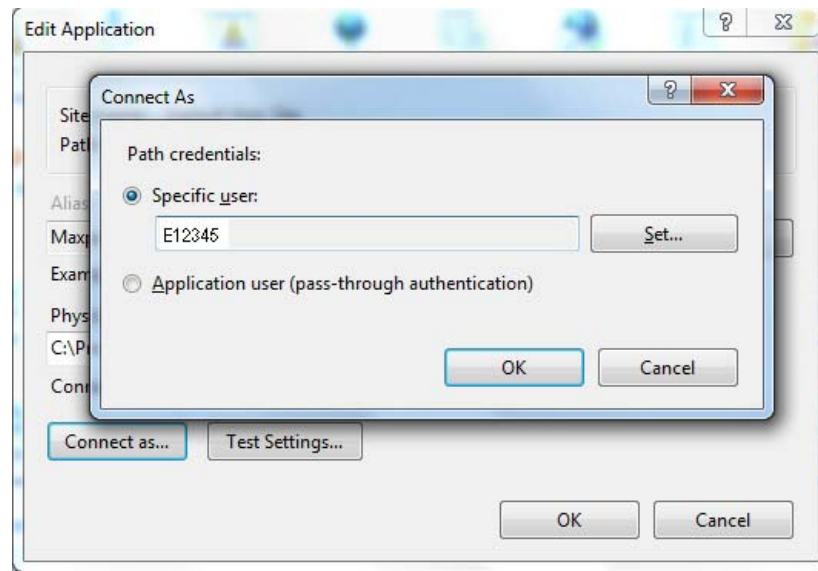 Edit Application
Connect As
Site
Path credentials:
Specific user:
E12345
Set...
Application user (pass-through authentication)
OK
Cancel
Connect as...
Test Settings...
OK
Cancel